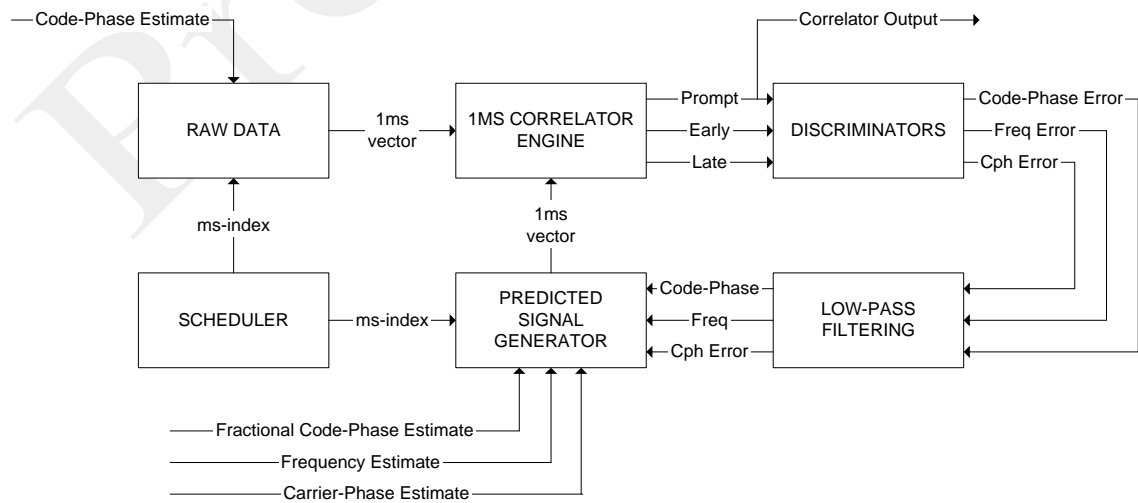 Code-Phase Estimate
Correlator Output
RAW DATA
1ms
vector
1MS CORRELATOR
ENGINE
Prompt
Early
Late
DISCRIMINATORS
Code-Phase Error
Freq Error
Cph Error
ms-index
1ms
vector
SCHEDULER
ms-index
PREDICTED
SIGNAL
GENERATOR
Code-Phase
Freq
Cph Error
LOW-PASS
FILTERING
Fractional Code-Phase Estimate
Frequency Estimate
Carrier-Phase Estimate